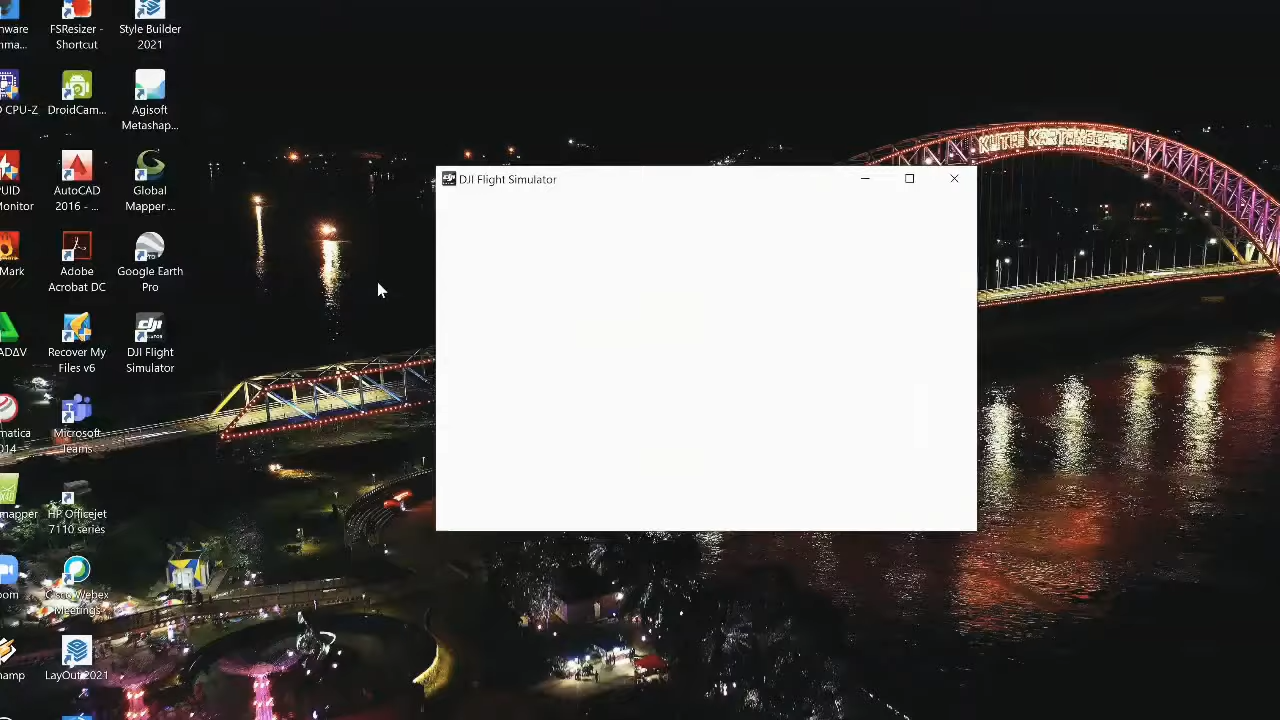 FSResizer -
Shortcut
Style Builder
2021
CPU-Z
DroidCam...
Agisoft
Metashap...
AutoCAD
2016 - ...
Global
Mapper ...
Adobe
Acrobat DC
Google Earth
Pro
Recover My
Files v6
DJI Flight
Simulator
Microsoft
Teams
HP Officejet
7110 series
Cisco Webex
Meetings
LayOut 2021
DJI Flight Simulator
KUTAI KARTANEGARA